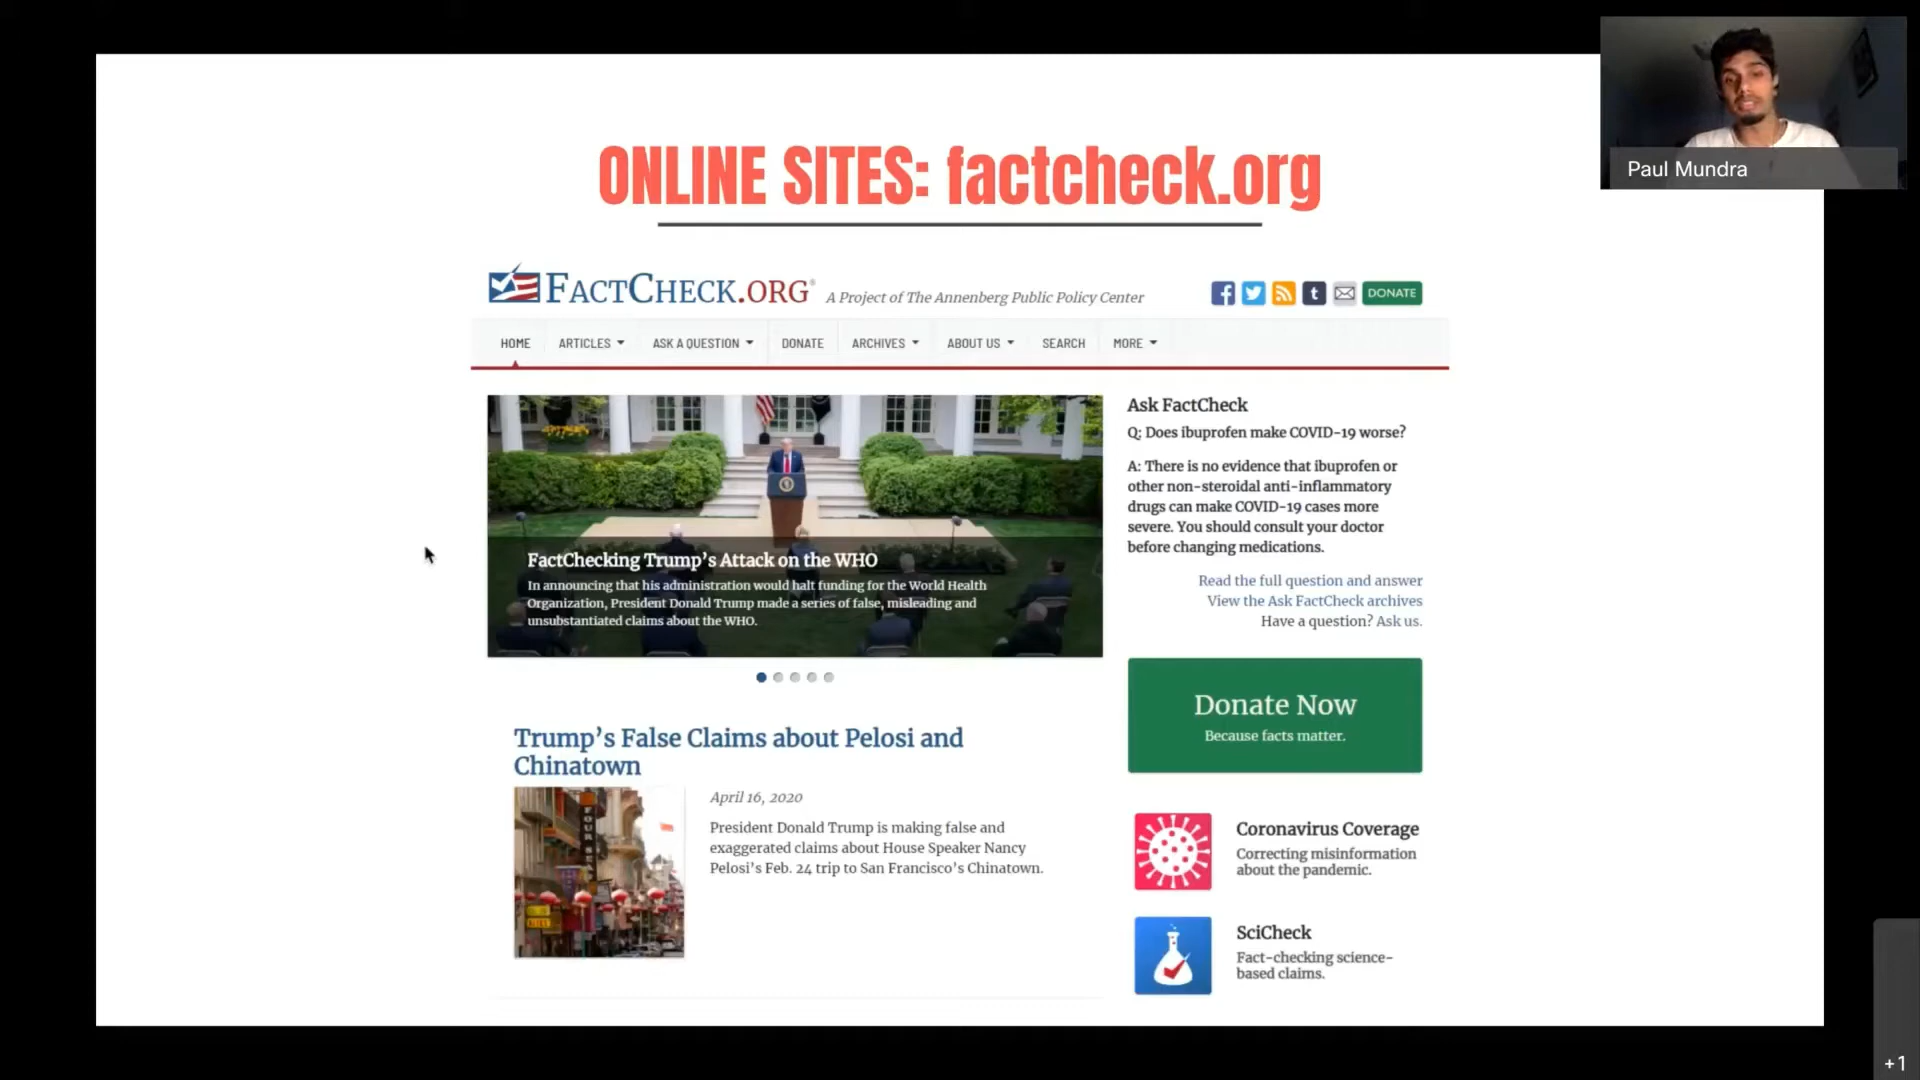 Paul Mundra
ONLINE SITES: factcheck.org
FACTCHECK.ORG®
A Project of The Annenberg Public Policy Center
DONATE
HOME
ARTICLES
ASK A QUESTION
DONATE
ARCHIVES
ABOUT US
SEARCH
MORE
FactChecking Trump's Attack on the WHO
In announcing that his administration would halt funding for the World Health
Organization, President Donald Trump made a series of false, misleading and
unsubstantiated claims about the WHO.
Trump's False Claims about Pelosi and
Chinatown
April 16, 2020
President Donald Trump is making false and
exaggerated claims about House Speaker Nancy
Pelosi's Feb. 24 trip to San Francisco's Chinatown.
Ask FactCheck
Q: Does ibuprofen make COVID-19 worse?
A: There is no evidence that ibuprofen or
other non-steroidal anti-inflammatory
drugs can make COVID-19 cases more
severe. You should consult your doctor
before changing medications.
Read the full question and answer
View the Ask FactCheck archives
Have a question? Ask us.
Donate Now
Because facts matter.
Coronavirus Coverage
Correcting misinformation
about the pandemic.
SciCheck
Fact-checking science-
based claims.
+1